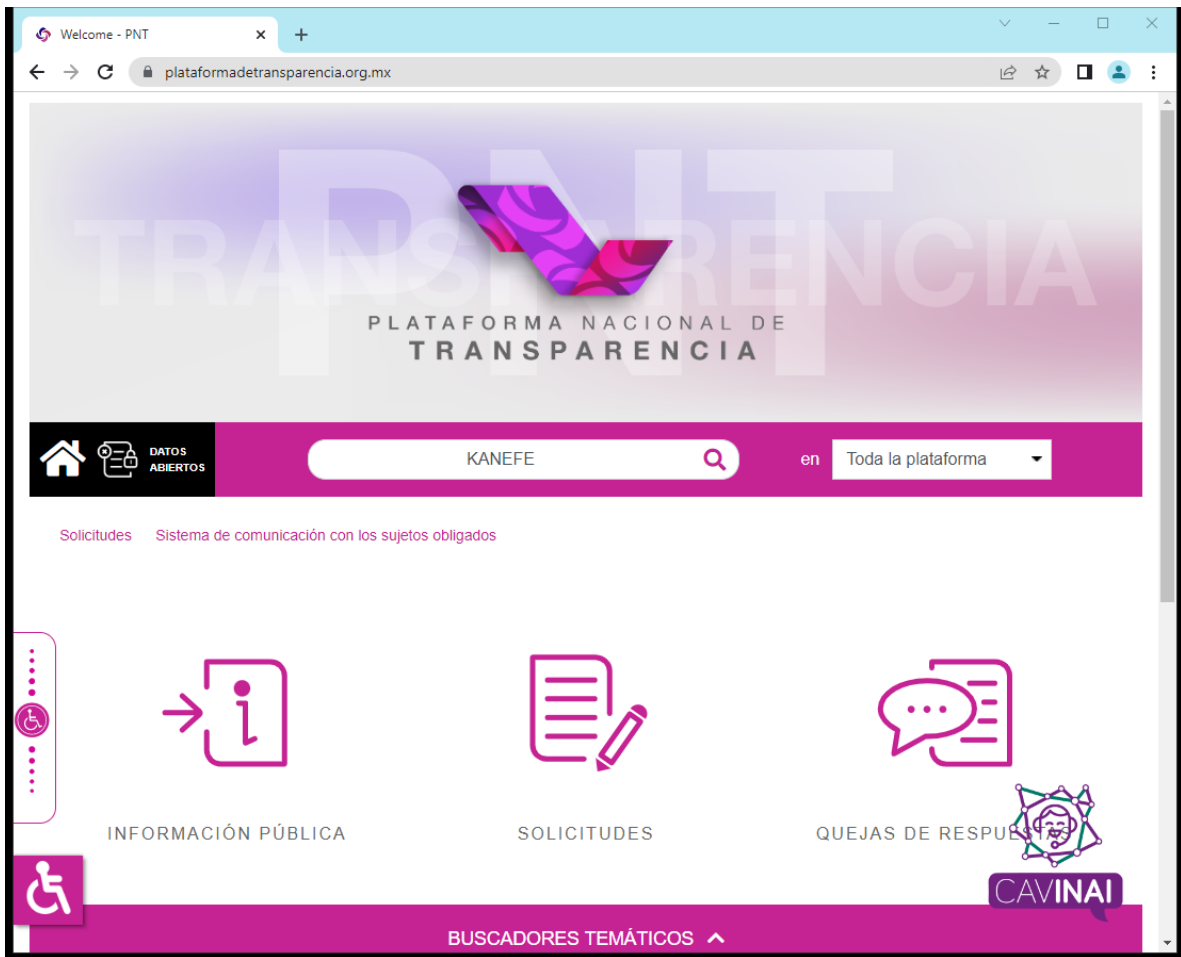 Welcome - PNT
plataformadetransparencia.org.mx
PNT
TRANSPARENCIA
PLATAFORMA NACIONAL DE
TRANSPARENCIA
DATOS
ABIERTOS
KANEFE
en
Toda la plataforma
Solicitudes
Sistema de comunicación con los sujetos obligados
INFORMACIÓN PÚBLICA
SOLICITUDES
QUEJAS DE RESPUESTAS
CAVINAI
BUSCADORES TEMÁTICOS